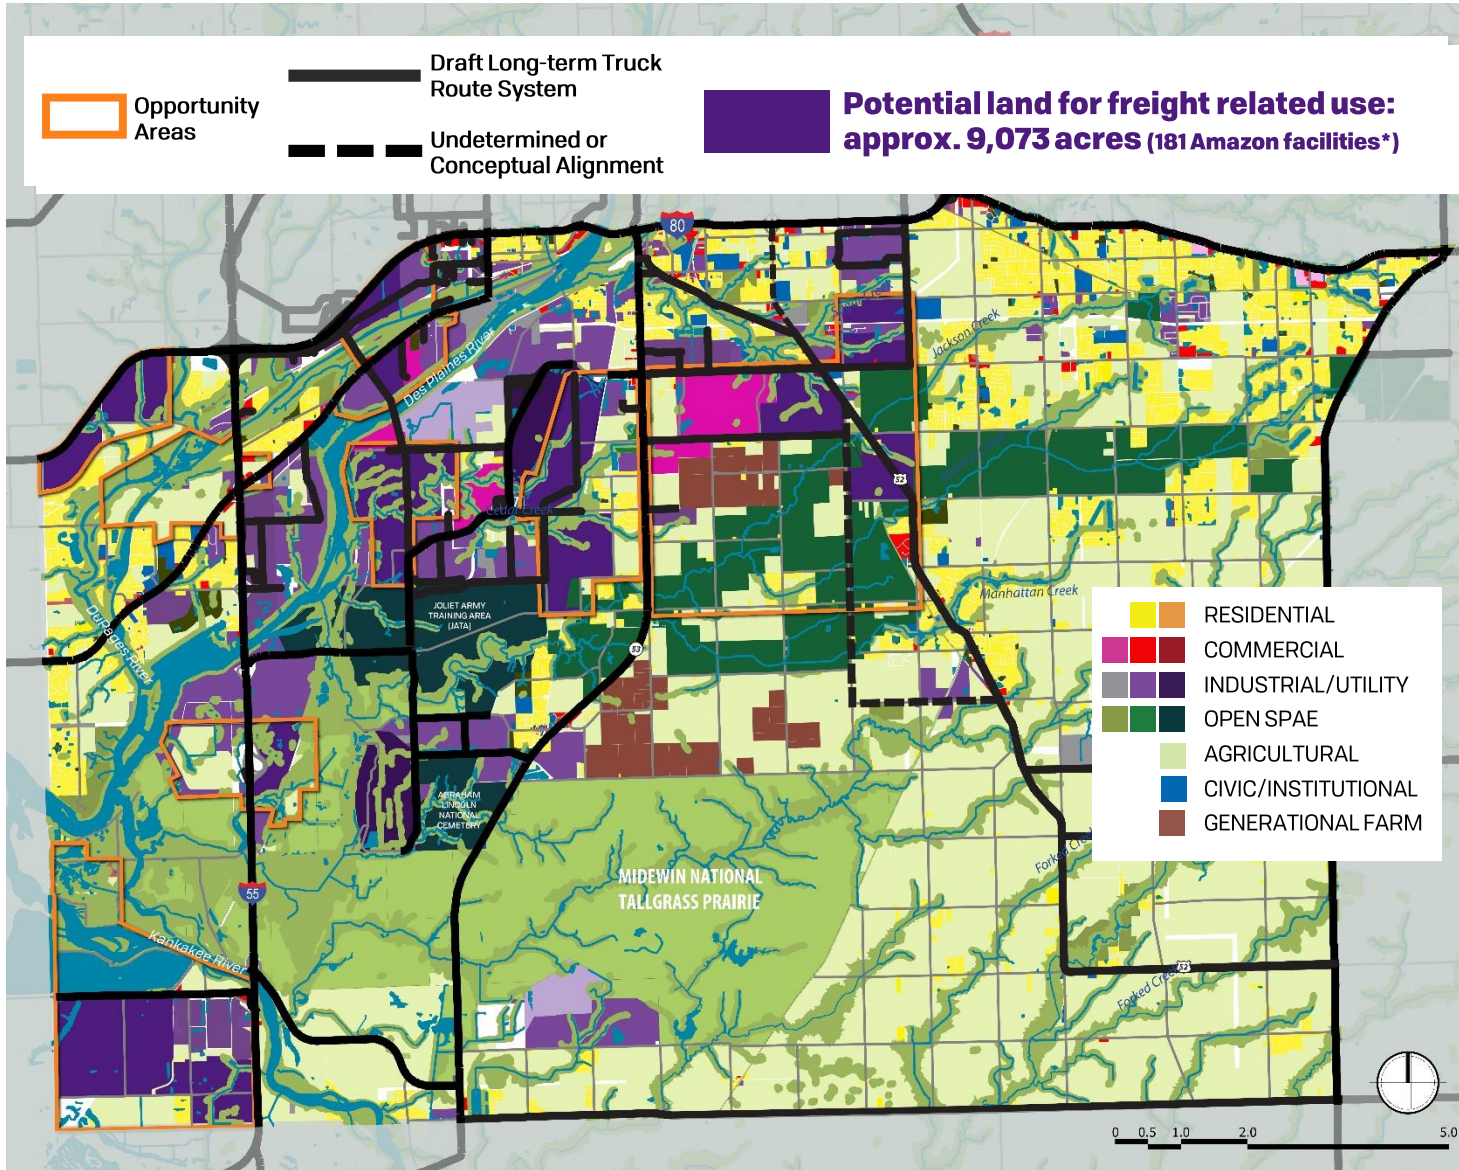 Opportunity
Areas
Draft Long-term Truck
Route System
Undetermined or
Conceptual Alignment
Potential land for freight related use:
approx. 9,073 acres (181 Amazon facilities*)
80
Jackson Creek
Des Plaines River
52
Cedar Creek
Manhattan Creek
JOLIET ARMY
TRAINING AREA
(JATA)
DuPages River
53
RESIDENTIAL
COMMERCIAL
INDUSTRIAL/UTILITY
OPEN SPAE
AGRICULTURAL
CIVIC/INSTITUTIONAL
GENERATIONAL FARM
ABRAHAM
LINCOLN
NATIONAL
CEMETERY
MIDEWIN NATIONAL
TALLGRASS PRAIRIE
55
Kankakee River
52
Forked Creek
0 0.5 1.0 2.0 5.0